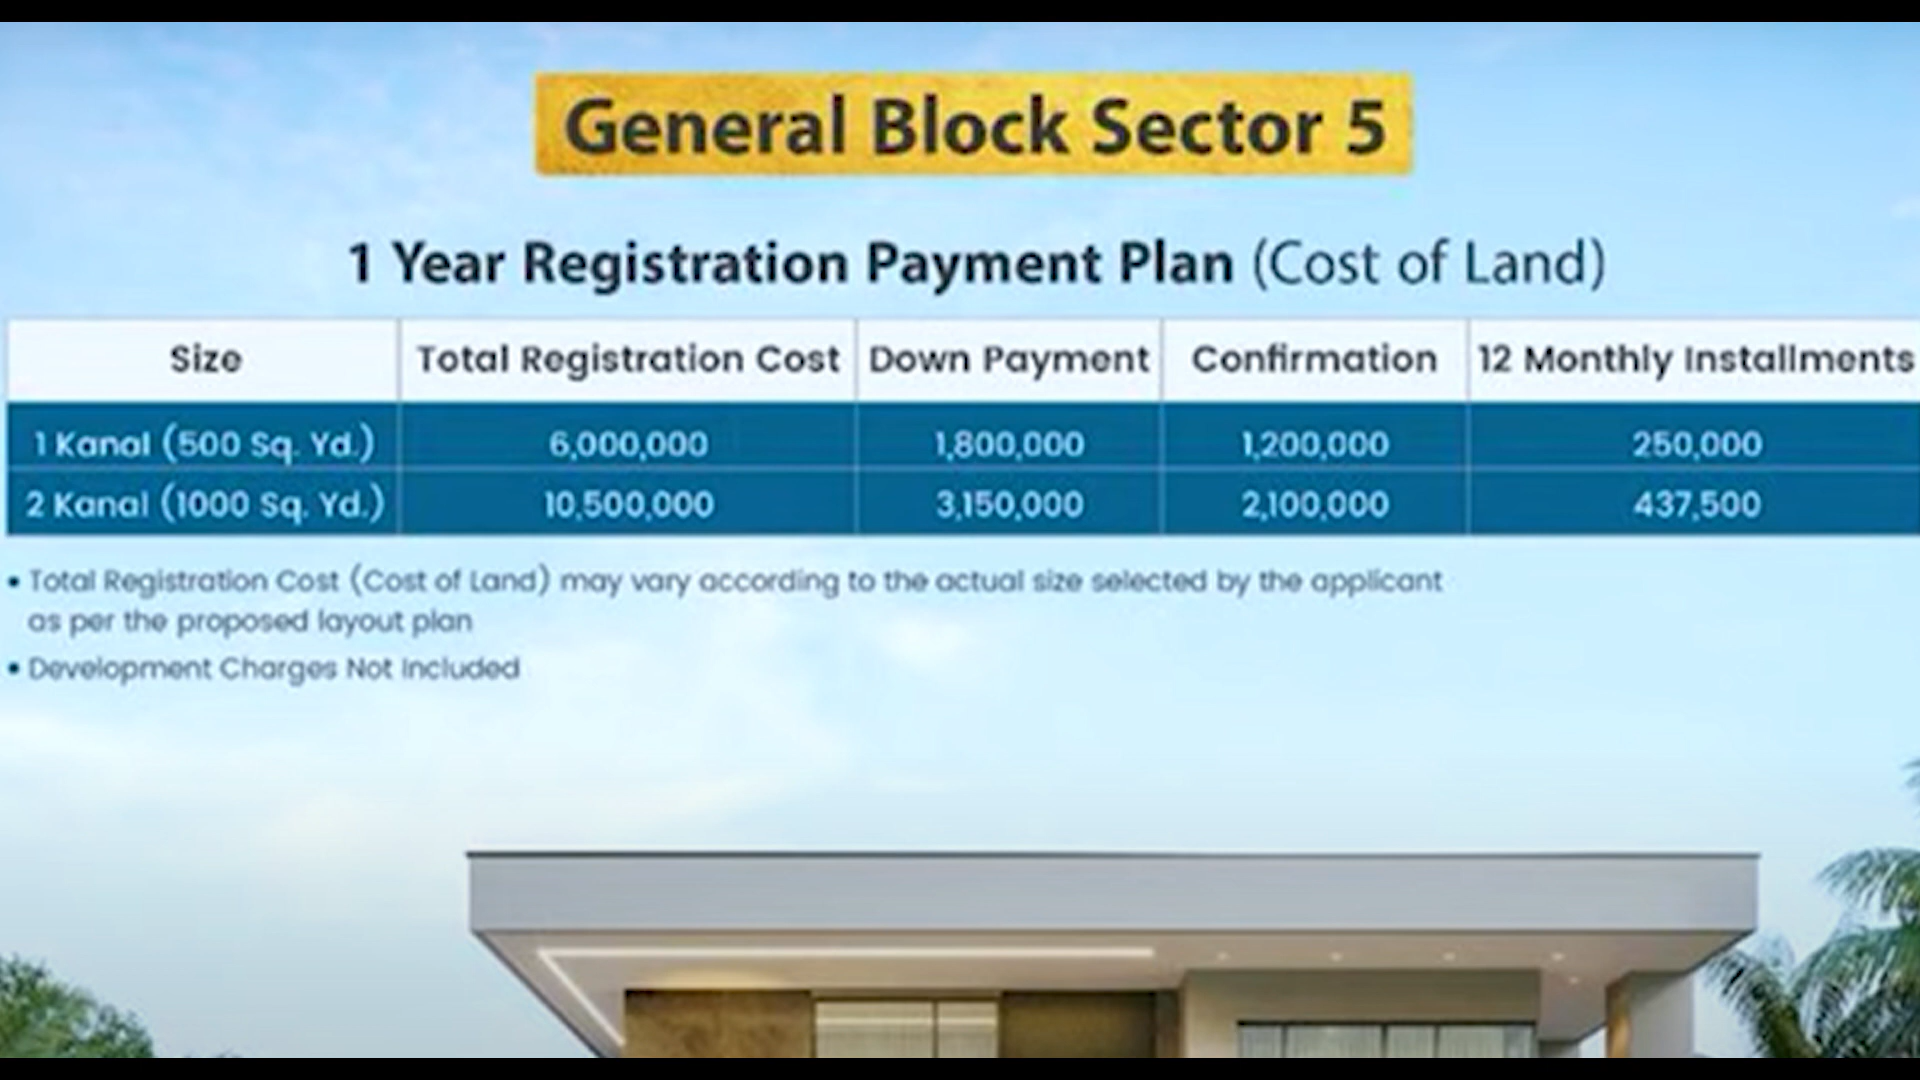 General Block Sector 5
1 Year Registration Payment Plan (Cost of Land)
Size Total Registration Cost Down Payment Confirmation 12 Monthly Installments
1 Kanal (500 Sq. Yd.) 6,000,000 1,800,000 1,200,000 250,000
2 Kanal (1000 Sq. Yd.) 10,500,000 3,150,000 2,100,000 437,500
• Total Registration Cost (Cost of Land) may vary according to the actual size selected by the applicant
as per the proposed layout plan
• Development Charges Not Included